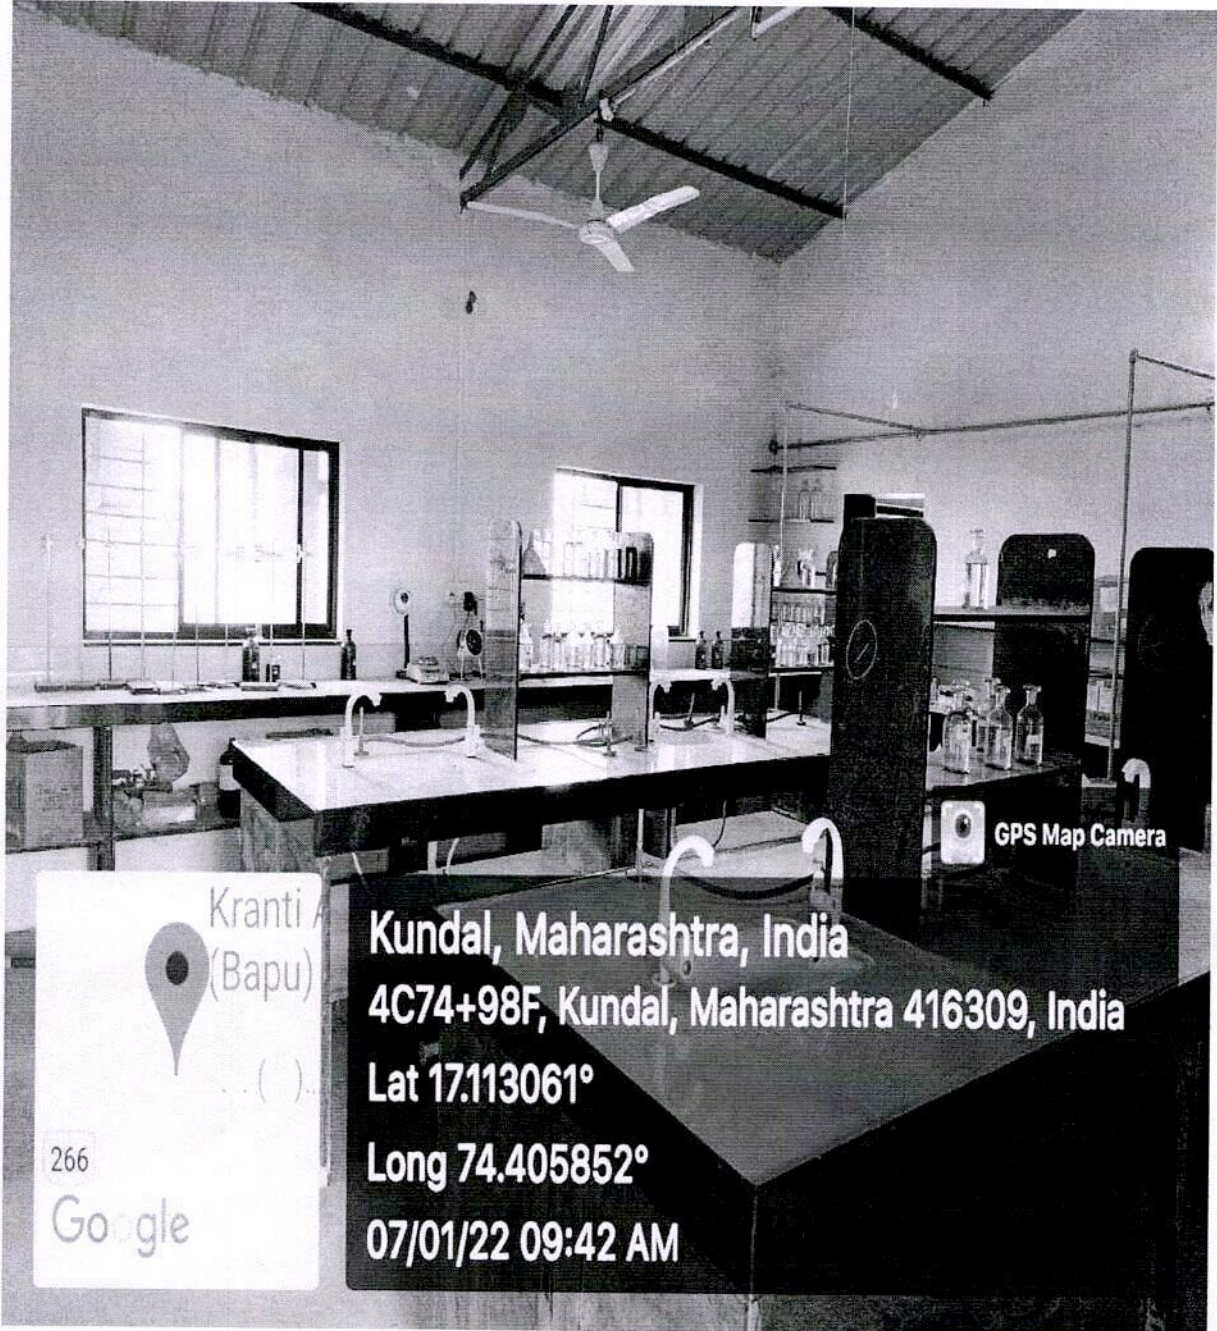 GPS Map Camera
Kranti
(Bapu)
266
Google
Kundal, Maharashtra, India
4C74+98F, Kundal, Maharashtra 416309, India
Lat 17.113061°
Long 74.405852°
07/01/22 09:42 AM